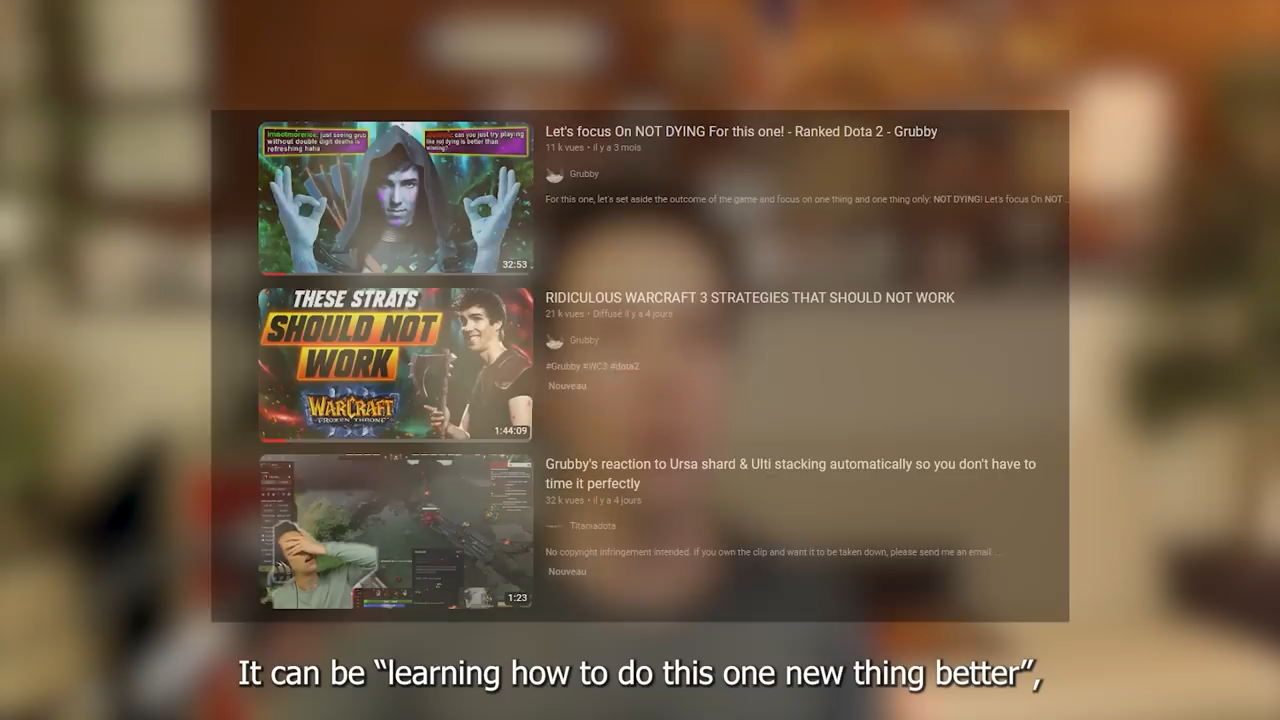 imnotmorerice: just seeing grub
without double digit deaths is
refreshing haha
can you just try playing
like not dying is better than
winning?
32:53
Let's focus On NOT DYING For this one! - Ranked Dota 2 - Grubby
11 k vues • il y a 3 mois
Grubby
For this one, let's set aside the outcome of the game and focus on one thing and one thing only: NOT DYING! Let's focus On NOT ...
THESE STRATS
SHOULD NOT
WORK
WARCRAFT
FROZEN THRONE
1:44:09
RIDICULOUS WARCRAFT 3 STRATEGIES THAT SHOULD NOT WORK
21 k vues • Diffusé il y a 4 jours
Grubby
#Grubby #WC3 #dota2
Nouveau
1:23
Grubby's reaction to Ursa shard & Ulti stacking automatically so you don't have to
time it perfectly
32 k vues • il y a 4 jours
Titaniadota
No copyright infringement intended. If you own the clip and want it to be taken down, please send me an email. ...
Nouveau
It can be “learning how to do this one new thing better”,